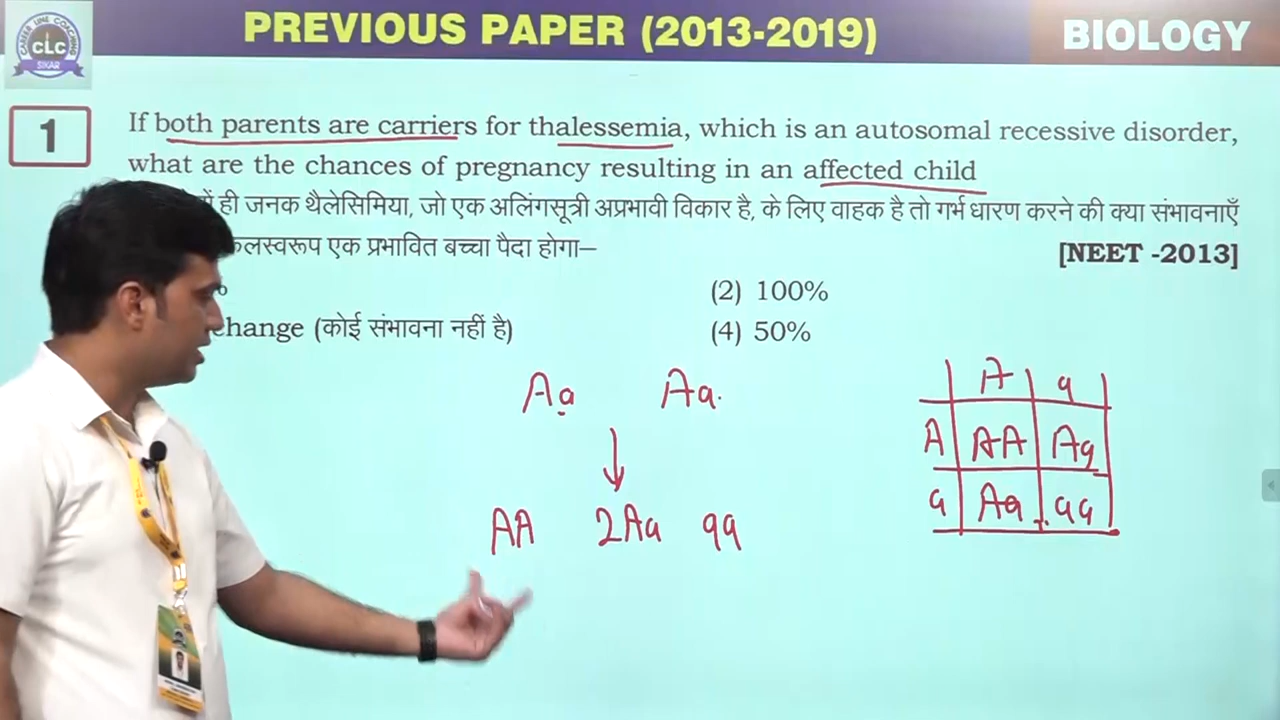 PREVIOUS PAPER (2013-2019)
BIOLOGY
CAREER LINE COACHING
CLC
SIKAR
1
If both parents are carriers for thalessemia, which is an autosomal recessive disorder,
what are the chances of pregnancy resulting in an affected child
ही जनक थैलेसिमिया, जो एक अलिंगसूत्री अप्रभावी विकार है, के लिए वाहक है तो गर्भ धारण करने की क्या संभावनाएँ
एक प्रभावित बच्चा पैदा होगा–
[NEET -2013]
(2) 100%
change (कोई संभावना नहीं है)
(4) 50%
Aa Aa
AA 2Aa aa
A a
A AA Aa
a Aa aa